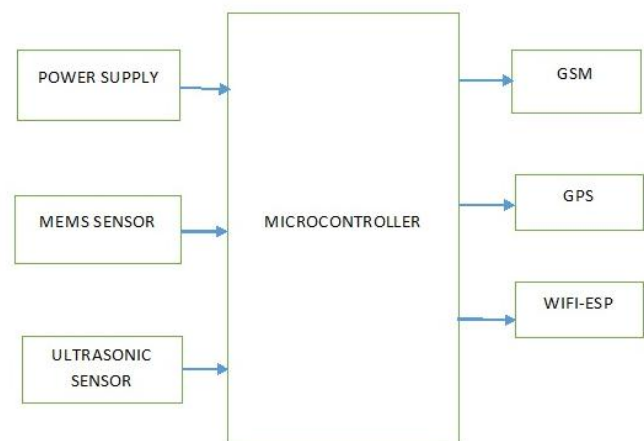 POWER SUPPLY
MEMS SENSOR
ULTRASONIC
SENSOR
MICROCONTROLLER
GSM
GPS
WIFI-ESP